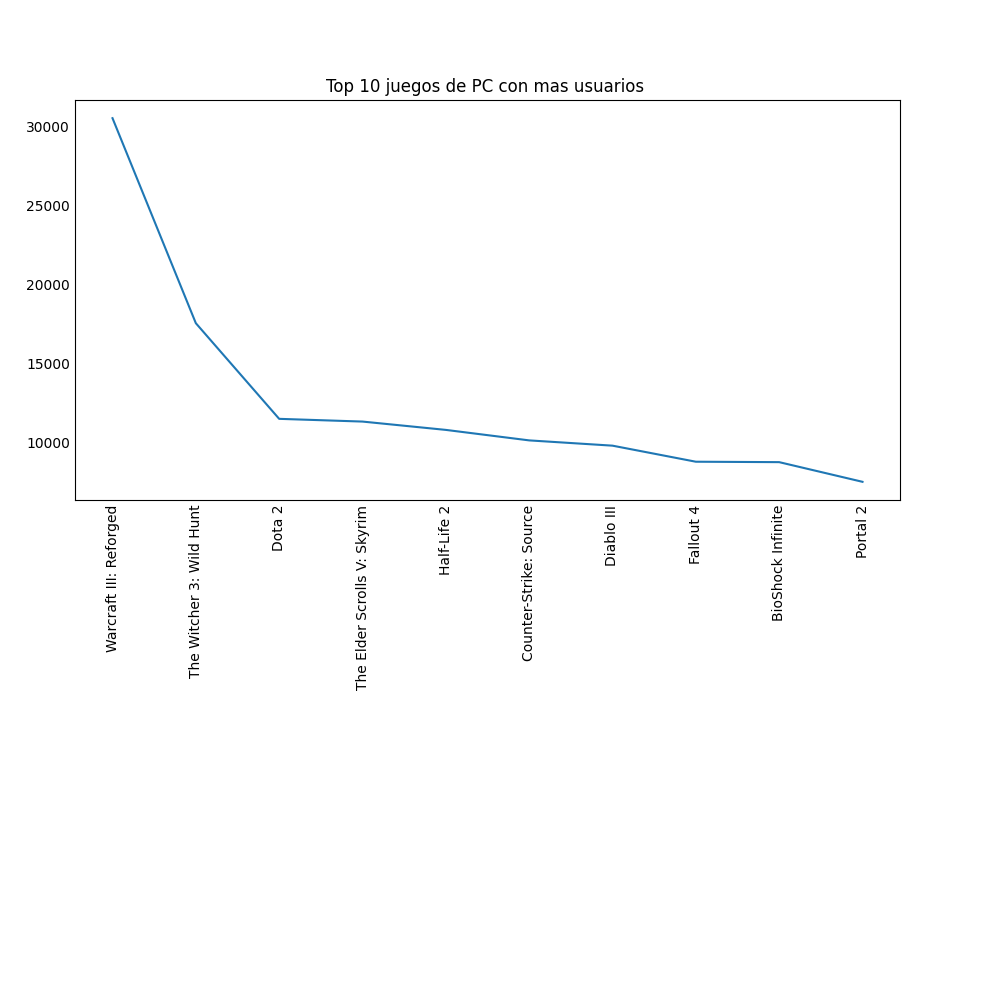 Top 10 juegos de PC con mas usuarios
30000
25000
20000
15000
10000
Warcraft III: Reforged
The Witcher 3: Wild Hunt
Dota 2
The Elder Scrolls V: Skyrim
Half-Life 2
Counter-Strike: Source
Diablo III
Fallout 4
BioShock Infinite
Portal 2